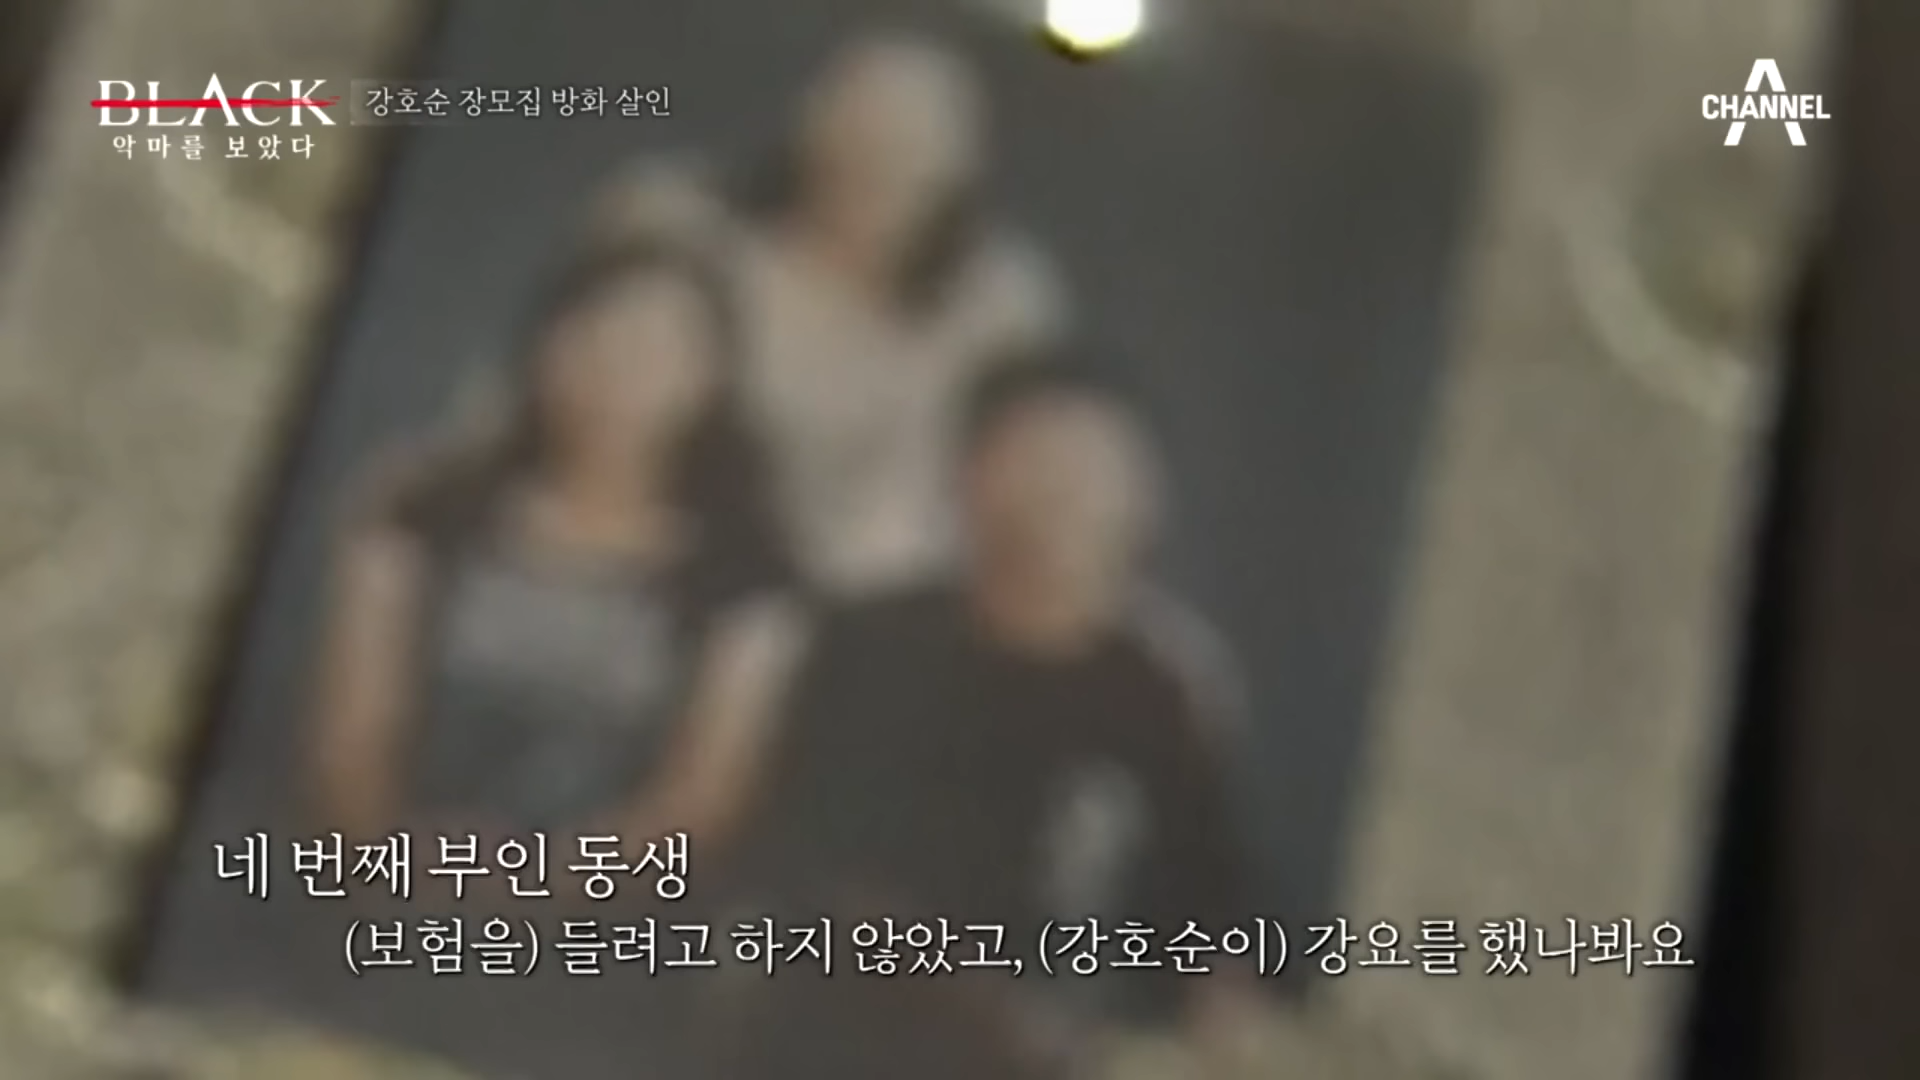 BLACK
악마를 보았다
강호순 장모집 방화 살인
CHANNEL A
네 번째 부인 동생
(보험을) 들려고 하지 않았고, (강호순이) 강요를 했나봐요